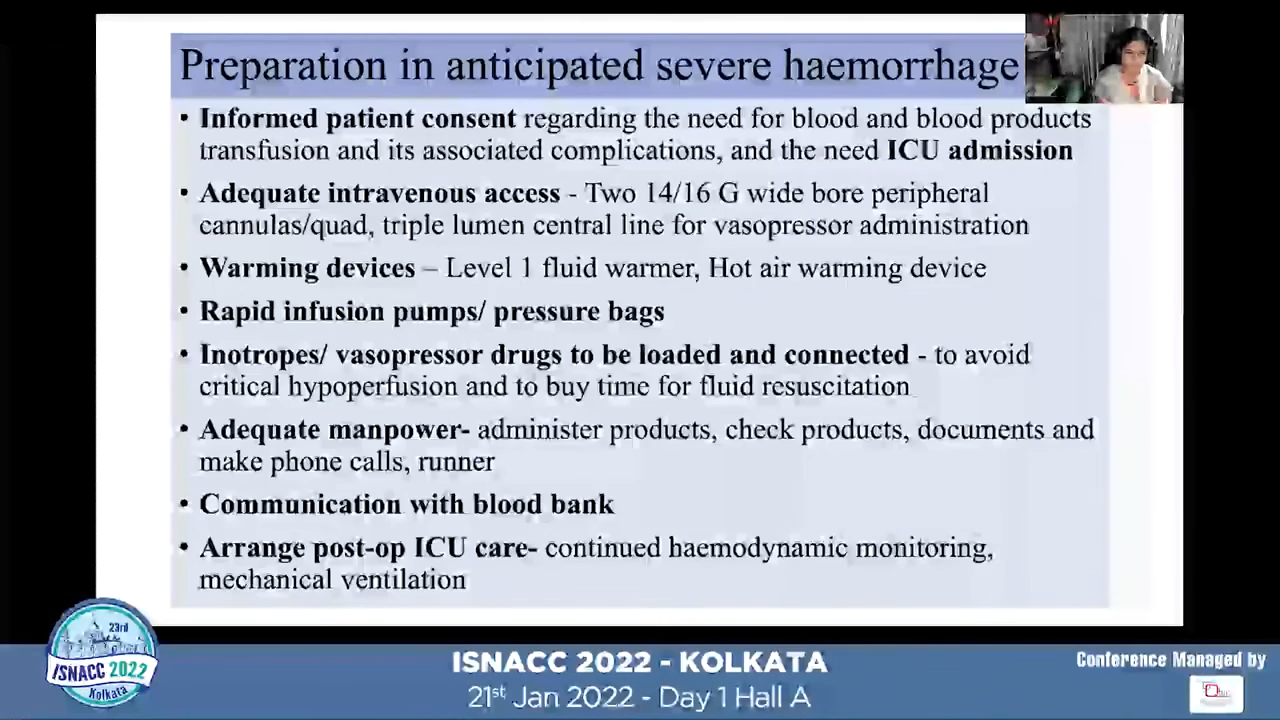 Preparation in anticipated severe haemorrhage
• Informed patient consent regarding the need for blood and blood products
transfusion and its associated complications, and the need ICU admission
• Adequate intravenous access - Two 14/16 G wide bore peripheral
cannulas/quad, triple lumen central line for vasopressor administration
• Warming devices – Level 1 fluid warmer, Hot air warming device
• Rapid infusion pumps/ pressure bags
• Inotropes/ vasopressor drugs to be loaded and connected - to avoid
critical hypoperfusion and to buy time for fluid resuscitation
• Adequate manpower- administer products, check products, documents and
make phone calls, runner
• Communication with blood bank
• Arrange post-op ICU care- continued haemodynamic monitoring,
mechanical ventilation
23rd
ISNACC 2022
Kolkata
ISNACC 2022 - KOLKATA
21st Jan 2022 - Day 1 Hall A
Conference Managed by